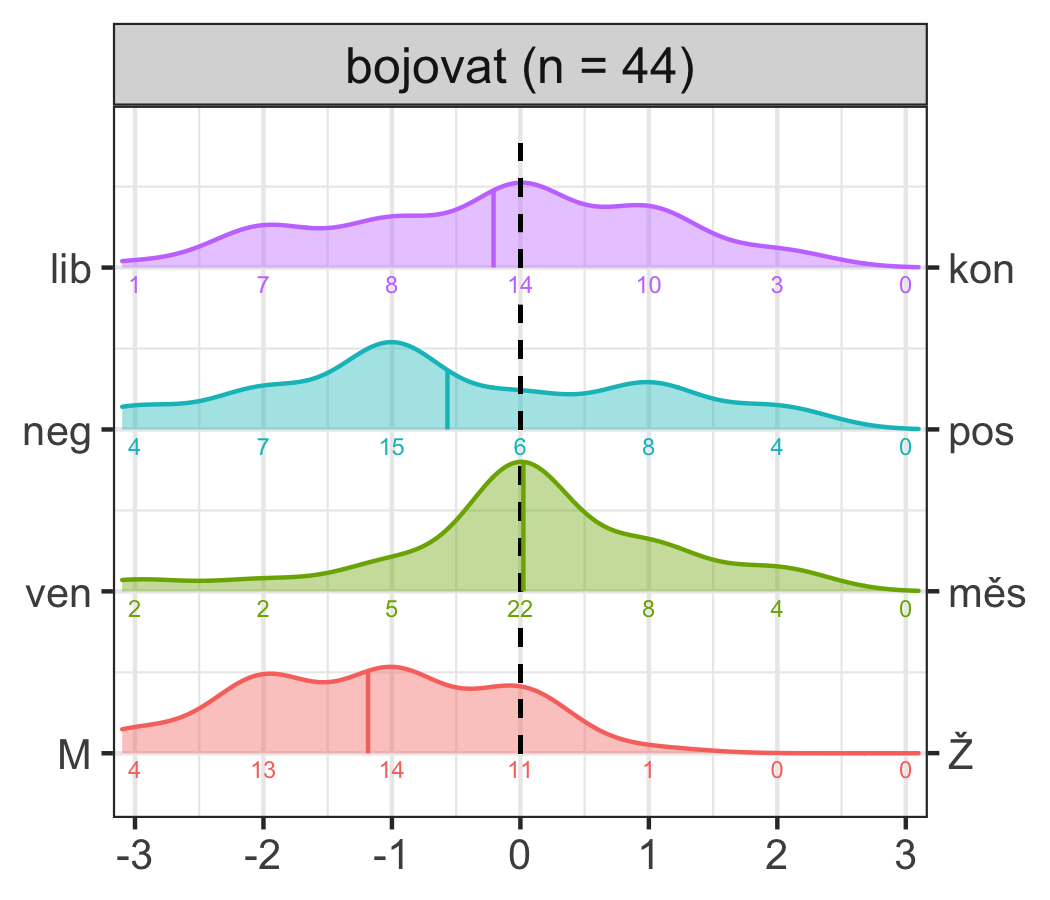 bojovat (n = 44)
lib kon
1 7 8 14 10 3 0
neg pos
4 7 15 6 8 4 0
ven měs
2 2 5 22 8 4 0
M Ž
4 13 14 11 1 0 0
-3 -2 -1 0 1 2 3